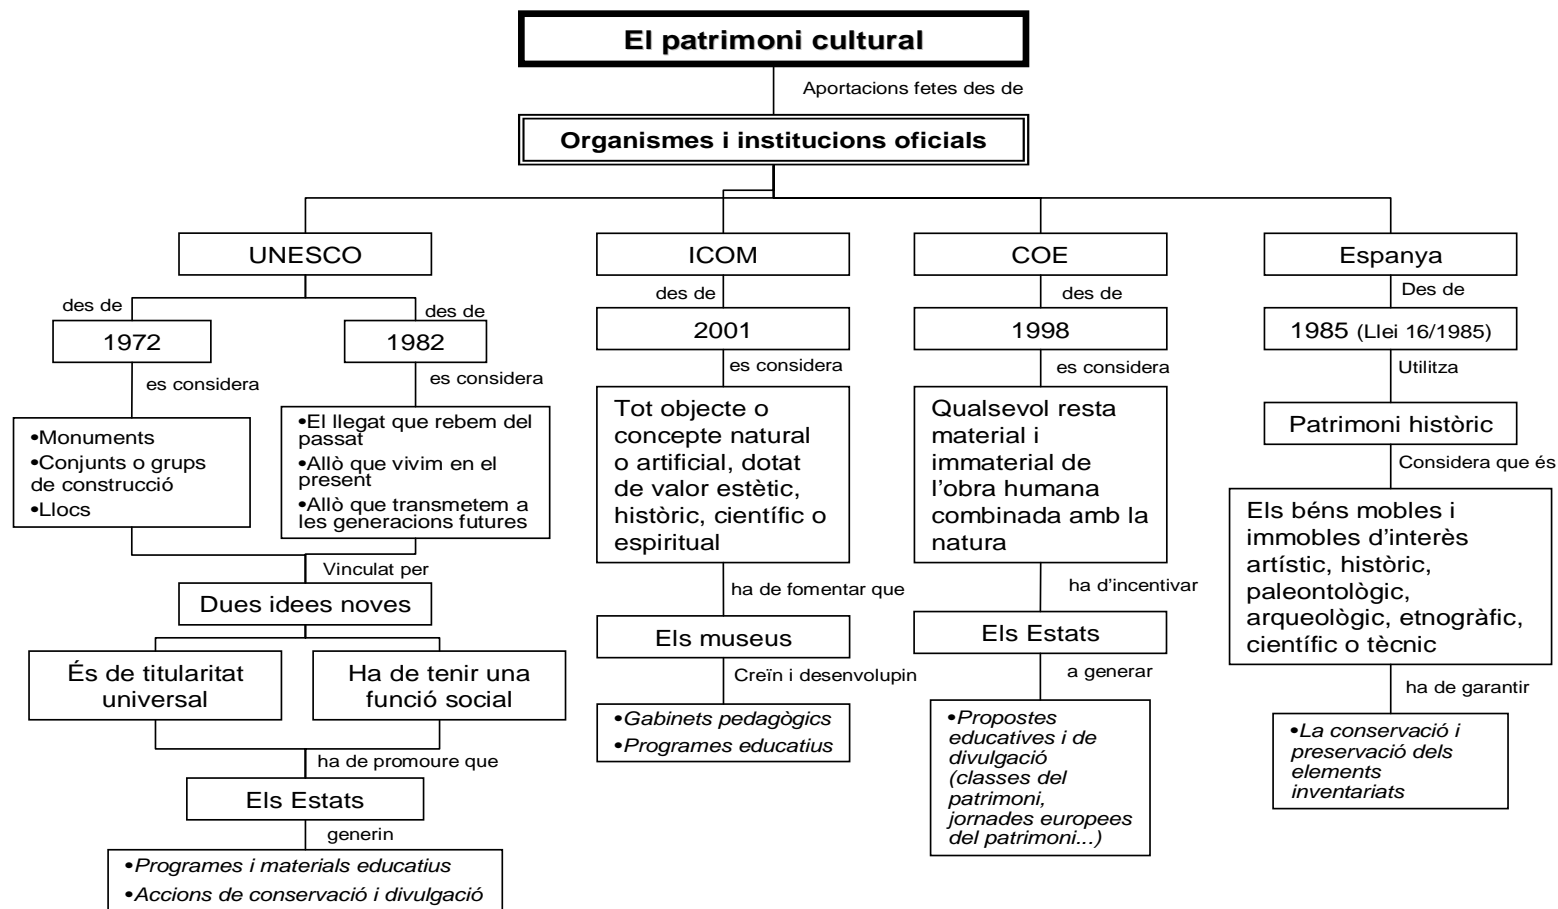 El patrimoni cultural
Aportacions fetes des de
Organismes i institucions oficials
UNESCO
des de
1972
es considera
•Monuments
•Conjunts o grups
de construcció
•Llocs
des de
1982
es considera
•El llegat que rebem del
passat
•Allò que vivim en el
present
•Allò que transmetem a
les generacions futures
Vinculat per
Dues idees noves
És de titularitat
universal
Ha de tenir una
funció social
ha de promoure que
Els Estats
generin
•Programes i materials educatius
•Accions de conservació i divulgació
ICOM
des de
2001
es considera
Tot objecte o
concepte natural
o artificial, dotat
de valor estètic,
històric, científic o
espiritual
ha de fomentar que
Els museus
Creïn i desenvolupin
•Gabinets pedagògics
•Programes educatius
COE
des de
1998
es considera
Qualsevol resta
material i
immaterial de
l’obra humana
combinada amb la
natura
ha d’incentivar
Els Estats
a generar
•Propostes
educatives i de
divulgació
(classes del
patrimoni,
jornades europees
del patrimoni...)
Espanya
Des de
1985 (Llei 16/1985)
Utilitza
Patrimoni històric
Considera que és
Els béns mobles i
immobles d’interès
artístic, històric,
paleontològic,
arqueològic, etnogràfic,
científic o tècnic
ha de garantir
•La conservació i
preservació dels
elements
inventariats